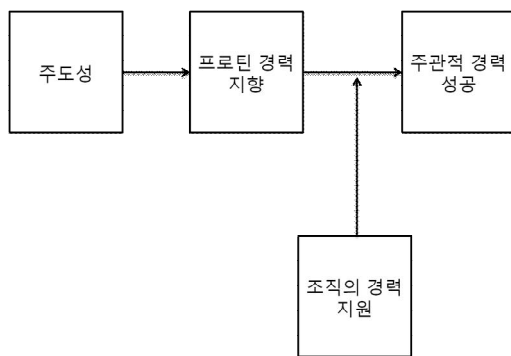 주도성
프로틴 경력
지향
주관적 경력
성공
조직의 경력
지원